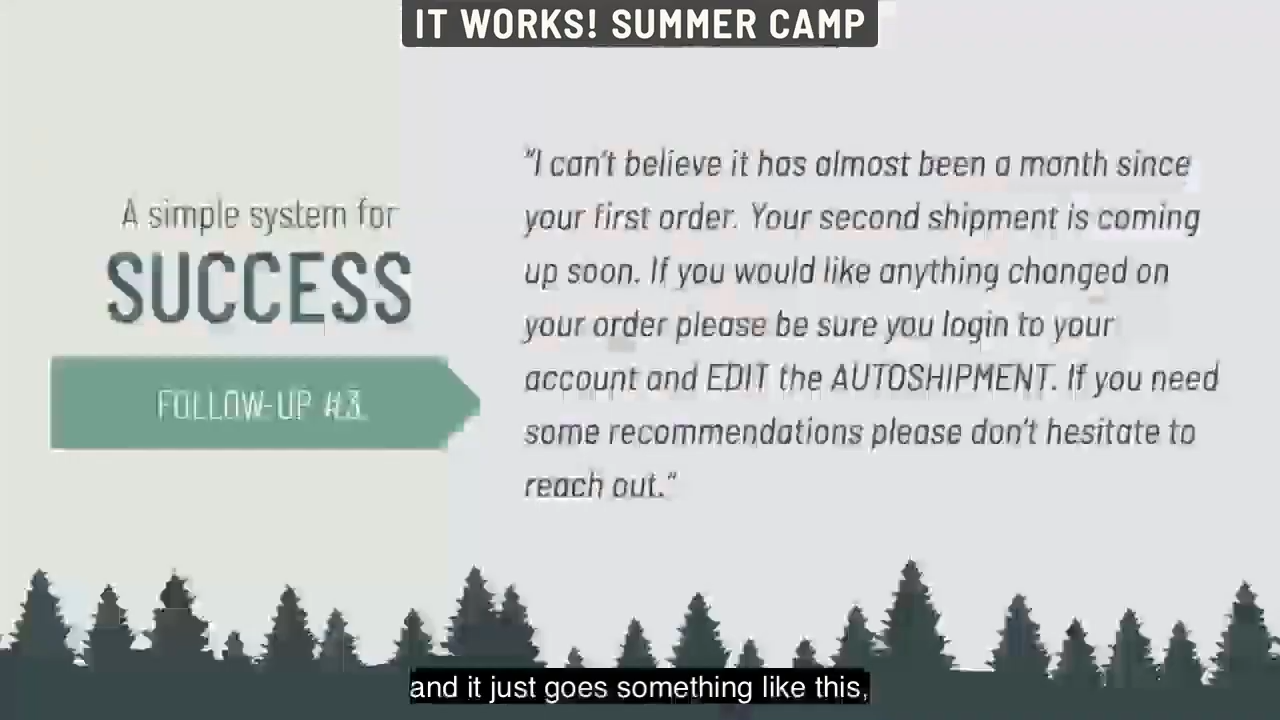 IT WORKS! SUMMER CAMP
A simple system for
SUCCESS
FOLLOW-UP #3
"I can't believe it has almost been a month since
your first order. Your second shipment is coming
up soon. If you would like anything changed on
your order please be sure you login to your
account and EDIT the AUTOSHIPMENT. If you need
some recommendations please don't hesitate to
reach out."
and it just goes something like this,